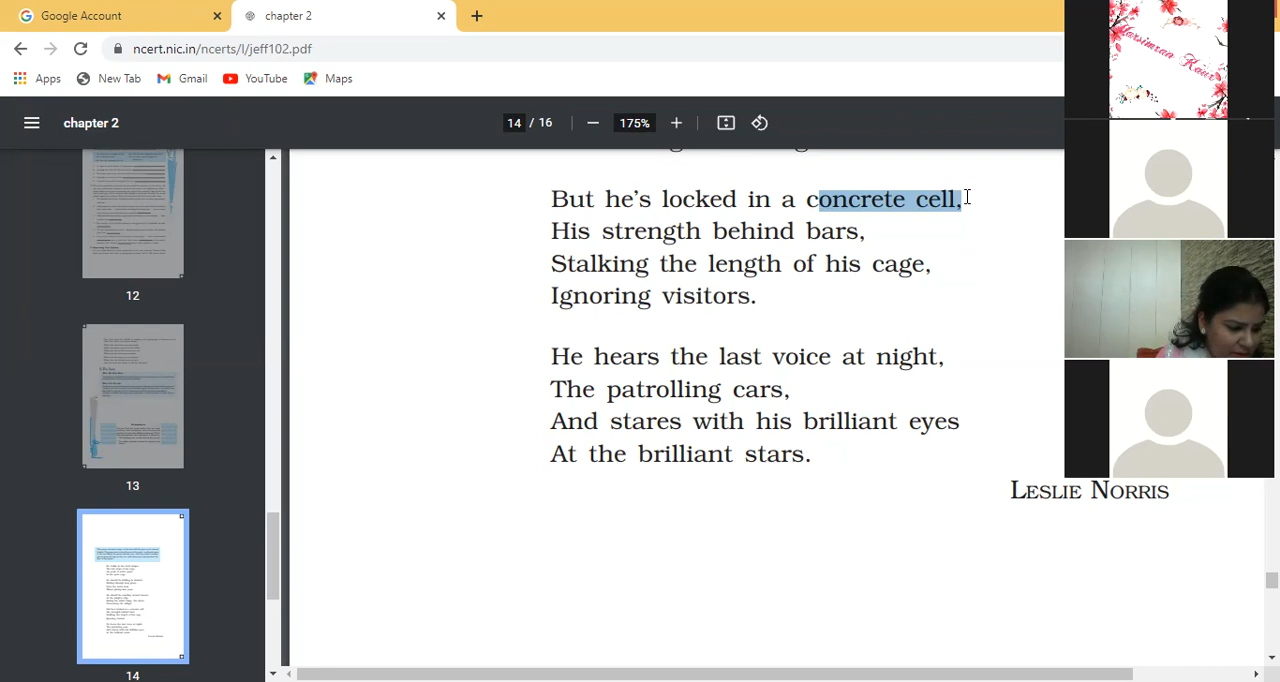 Google Account
chapter 2
ncert.nic.in/ncerts/l/jeff102.pdf
Apps
New Tab
Gmail
YouTube
Maps
chapter 2
14 / 16
175%
But he's locked in a concrete cell,
His strength behind bars,
Stalking the length of his cage,
Ignoring visitors.
He hears the last voice at night,
The patrolling cars,
And stares with his brilliant eyes
At the brilliant stars.
LESLIE NORRIS
12
13
14
Harsimran Kaur